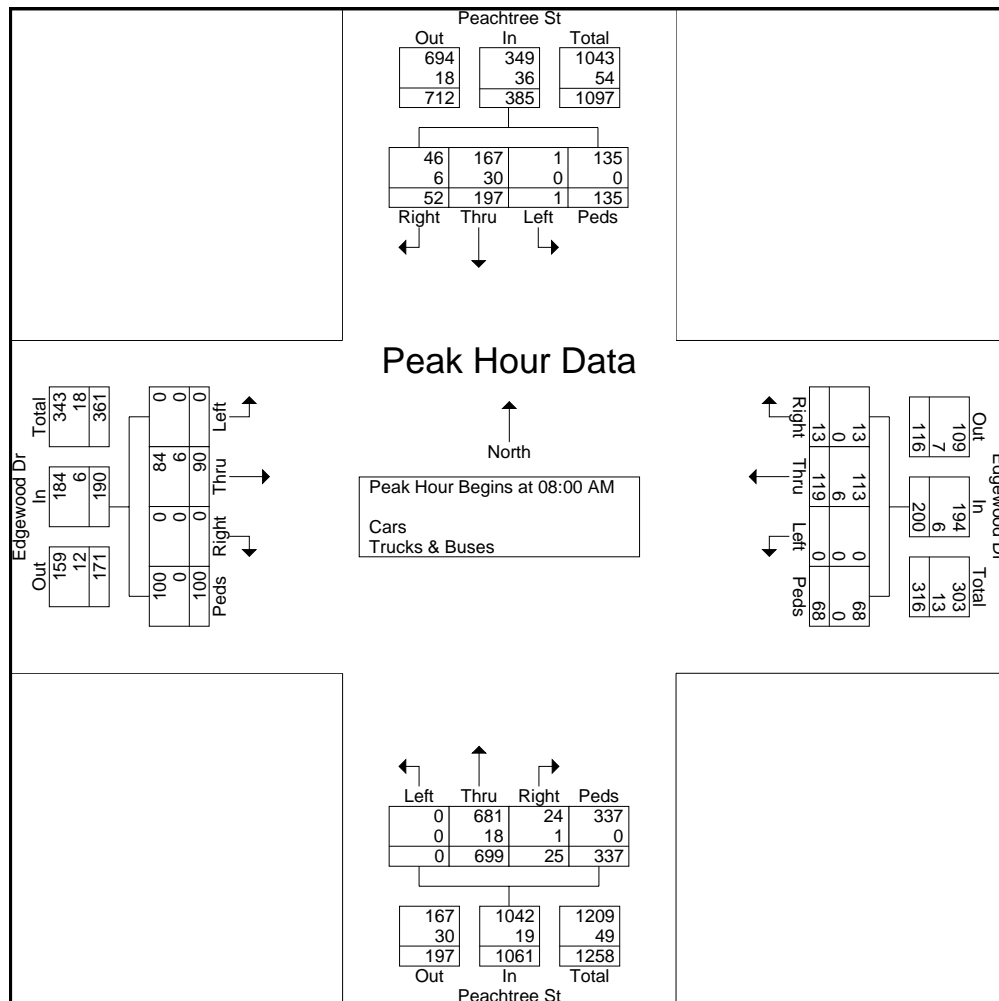 Peachtree St
Out In Total
694 349 1043
18 36 54
712 385 1097
46 167 1 135
6 30 0 0
52 197 1 135
Right Thru Left Peds
Peak Hour Data
North
Peak Hour Begins at 08:00 AM
Cars
Trucks & Buses
Edgewood Dr
Total In Out
343 184 159
18 6 12
361 190 171
0 84 0 100
0 6 0 0
0 90 0 100
Left Thru Right Peds
Edgewood Dr
Out In Total
109 194 303
7 6 13
116 200 316
13 113 0 68
0 6 0 0
13 119 0 68
Right Thru Left Peds
Left Thru Right Peds
0 681 24 337
0 18 1 0
0 699 25 337
167 1042 1209
30 19 49
197 1061 1258
Out In Total
Peachtree St